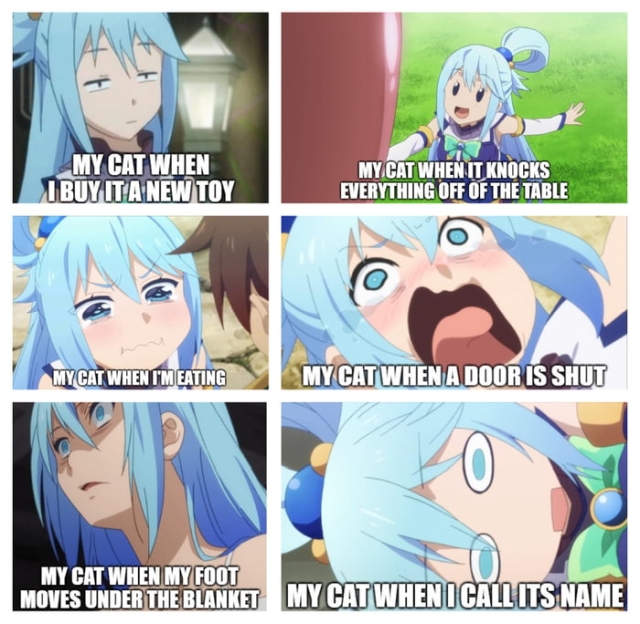 MY CAT WHEN
I BUY IT A NEW TOY
MY CAT WHEN IT KNOCKS
EVERYTHING OFF OF THE TABLE
MY CAT WHEN I'M EATING
MY CAT WHEN A DOOR IS SHUT
MY CAT WHEN MY FOOT
MOVES UNDER THE BLANKET
MY CAT WHEN I CALL ITS NAME